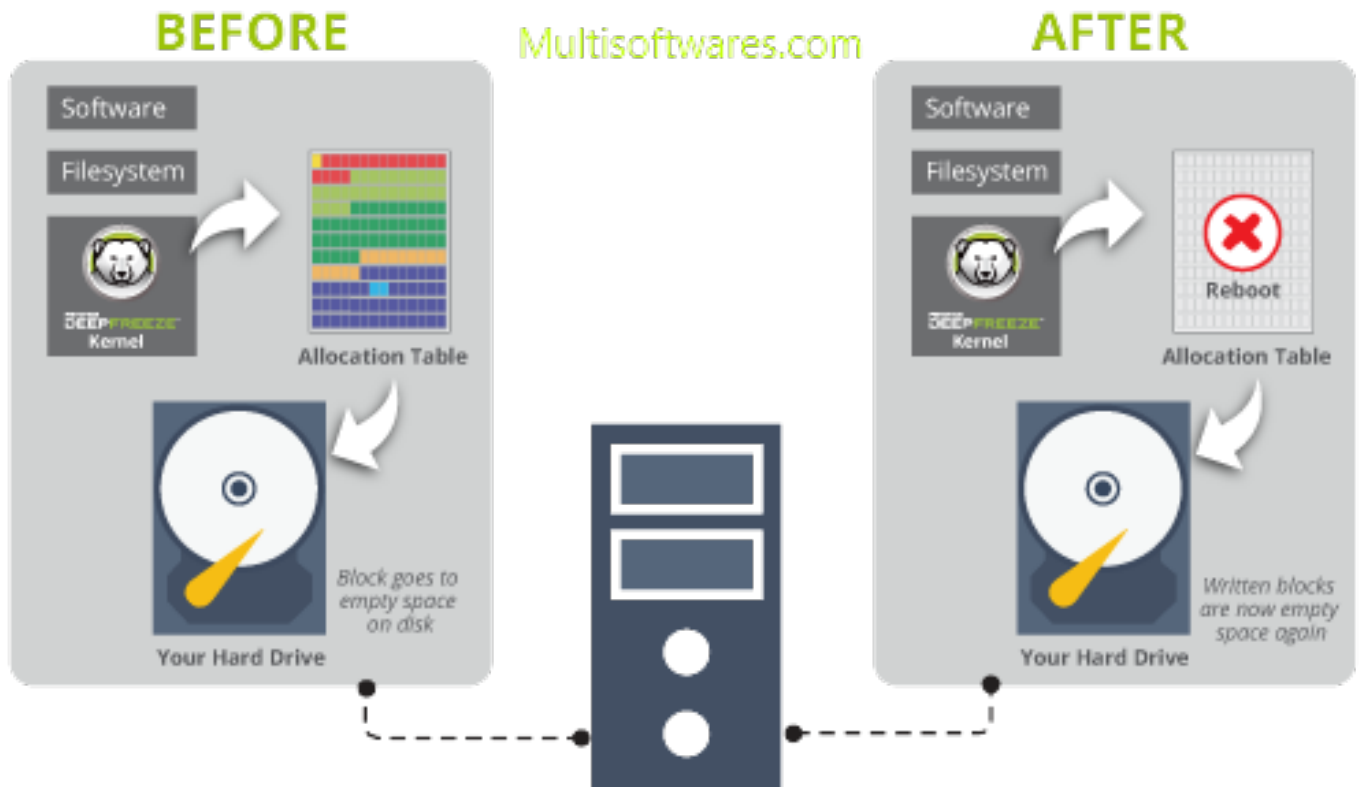 BEFORE
Multisoftwares.com
AFTER
Software
Filesystem
DEEPFREEZE
Kernel
Allocation Table
Block goes to
empty space
on disk
Your Hard Drive
Software
Filesystem
DEEPFREEZE
Kernel
Reboot
Allocation Table
Written blocks
are now empty
space again
Your Hard Drive